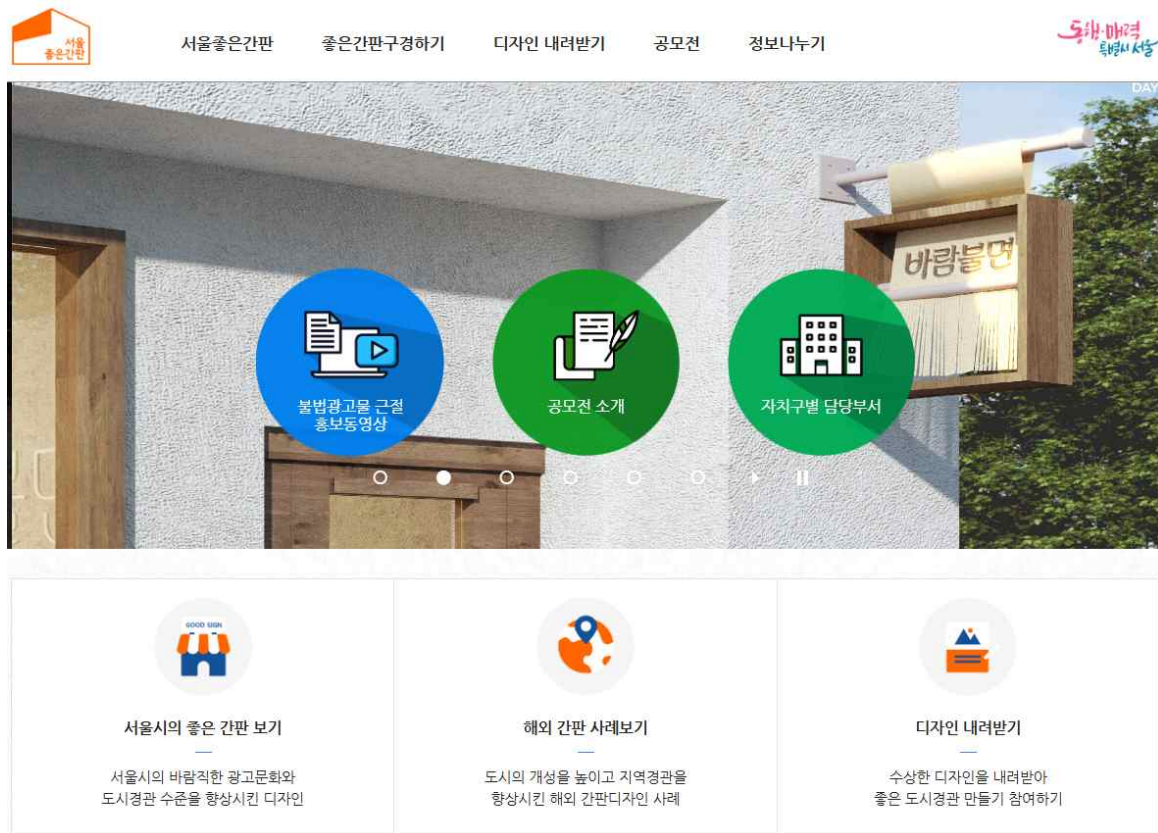 서울
좋은간판
서울좋은간판
좋은간판구경하기
디자인 내려받기
공모전
정보나누기
동행·매력
특별시 서울
DAY
바람불면
불법광고물 근절
홍보동영상
공모전 소개
자치구별 담당부서
GOOD SIGN
서울시의 좋은 간판 보기
서울시의 바람직한 광고문화와
도시경관 수준을 향상시킨 디자인
해외 간판 사례보기
도시의 개성을 높이고 지역경관을
향상시킨 해외 간판디자인 사례
디자인 내려받기
수상한 디자인을 내려받아
좋은 도시경관 만들기 참여하기